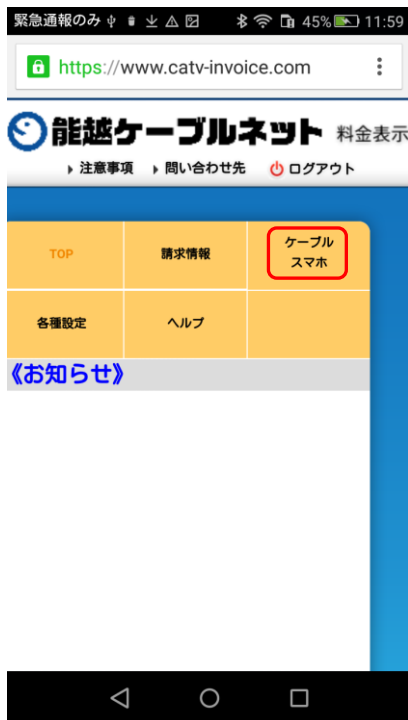 緊急通報のみ 45% 11:59
https://www.catv-invoice.com
能越ケーブルネット 料金表示
注意事項 問い合わせ先 ログアウト
TOP 請求情報 ケーブル
スマホ
各種設定 ヘルプ
《お知らせ》